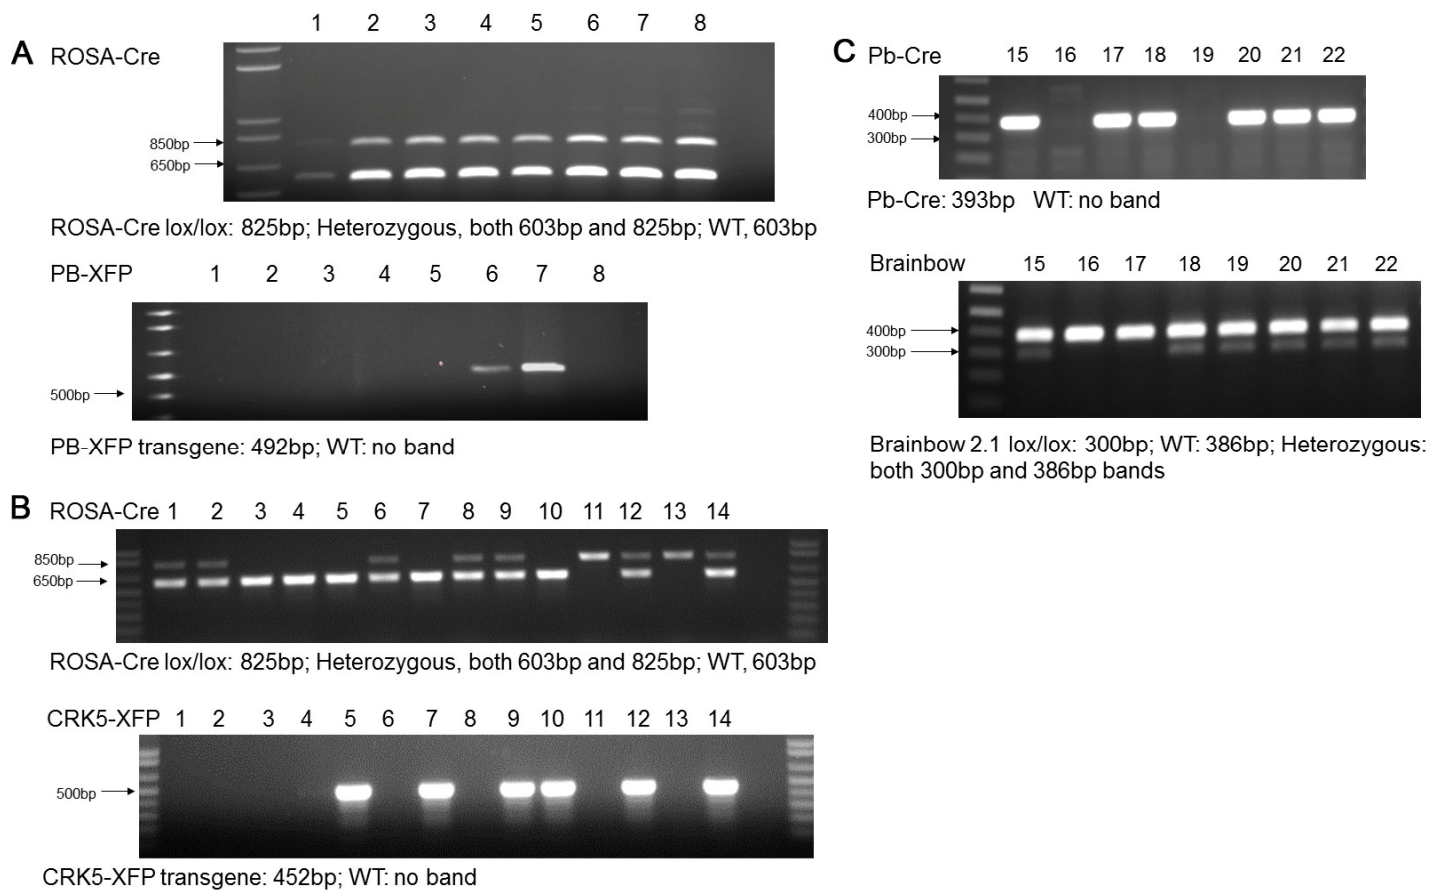 A ROSA-Cre
1 2 3 4 5 6 7 8
850bp
650bp
ROSA-Cre lox/lox: 825bp; Heterozygous, both 603bp and 825bp; WT, 603bp
PB-XFP 1 2 3 4 5 6 7 8
500bp
PB-XFP transgene: 492bp; WT: no band
B ROSA-Cre 1 2 3 4 5 6 7 8 9 10 11 12 13 14
850bp
650bp
ROSA-Cre lox/lox: 825bp; Heterozygous, both 603bp and 825bp; WT, 603bp
CRK5-XFP 1 2 3 4 5 6 7 8 9 10 11 12 13 14
500bp
CRK5-XFP transgene: 452bp; WT: no band
C Pb-Cre 15 16 17 18 19 20 21 22
400bp
300bp
Pb-Cre: 393bp WT: no band
Brainbow 15 16 17 18 19 20 21 22
400bp
300bp
Brainbow 2.1 lox/lox: 300bp; WT: 386bp; Heterozygous:
both 300bp and 386bp bands